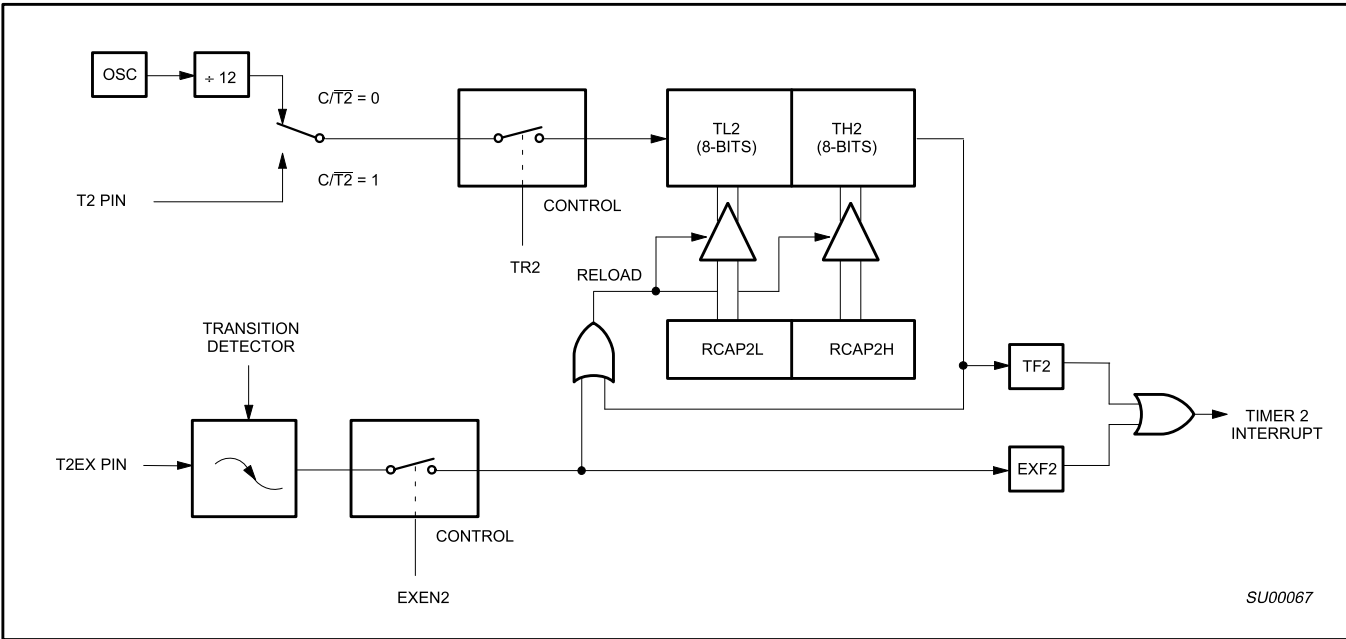 OSC
÷ 12
C/T2̅ = 0
C/T2̅ = 1
T2 PIN
CONTROL
TR2
TL2
(8-BITS)
TH2
(8-BITS)
RELOAD
RCAP2L
RCAP2H
TRANSITION
DETECTOR
T2EX PIN
CONTROL
EXEN2
TF2
EXF2
TIMER 2
INTERRUPT
SU00067